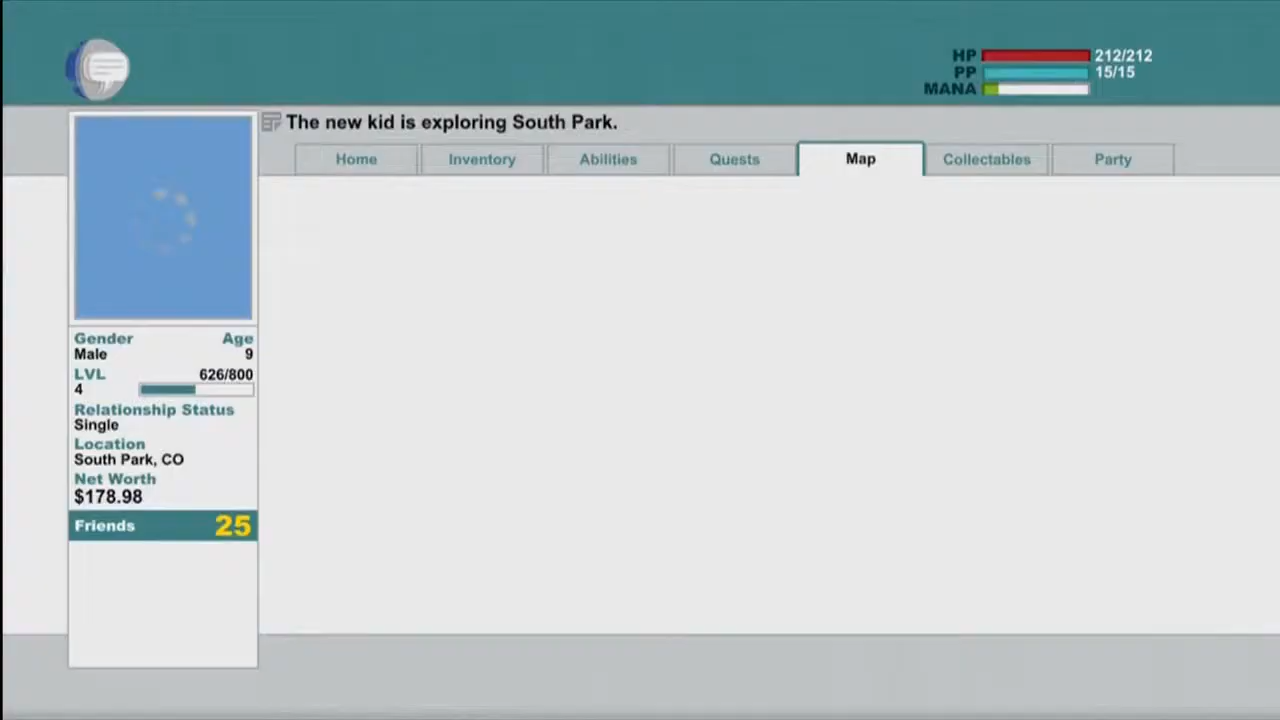 HP 212/212
PP 15/15
MANA
The new kid is exploring South Park.
Home Inventory Abilities Quests Map Collectables Party
Gender Age
Male 9
LVL 626/800
4
Relationship Status
Single
Location
South Park, CO
Net Worth
$178.98
Friends 25